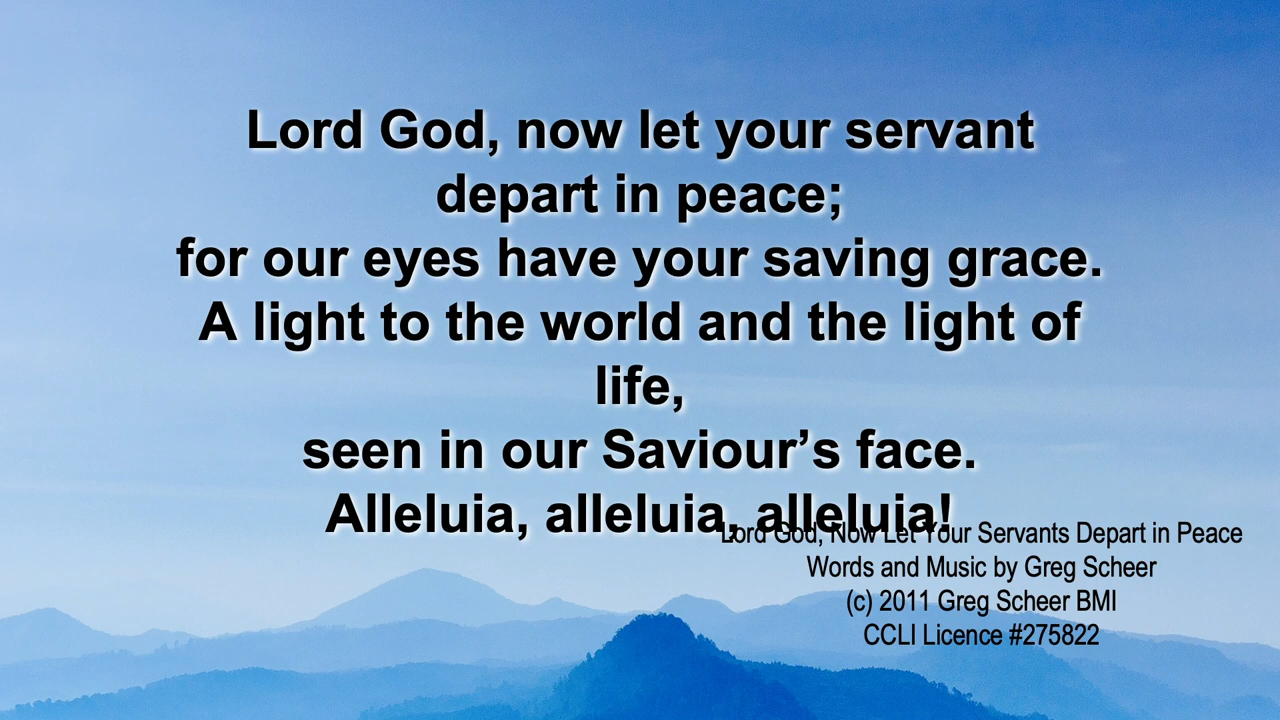 Lord God, now let your servant
depart in peace;
for our eyes have your saving grace.
A light to the world and the light of
life,
seen in our Saviour’s face.
Alleluia, alleluia, alleluia!
Lord God, Now Let Your Servants Depart in Peace
Words and Music by Greg Scheer
(c) 2011 Greg Scheer BMI
CCLI Licence #275822